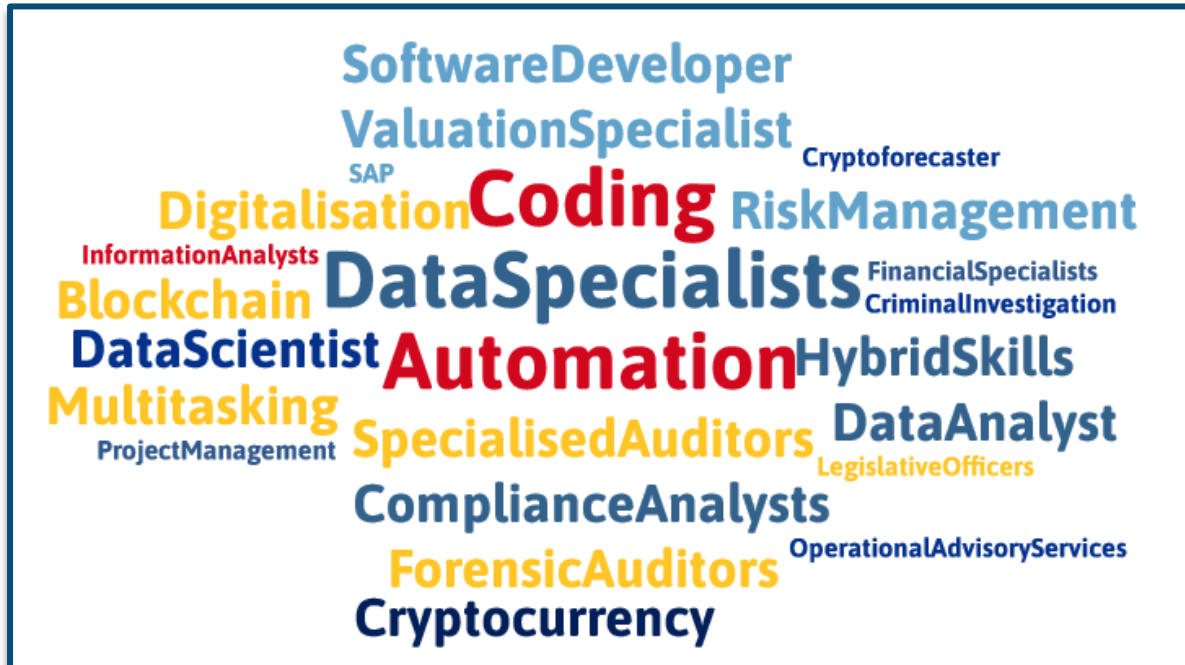 SoftwareDeveloper
ValuationSpecialist
Cryptoforecaster
SAP
Digitalisation
Coding
RiskManagement
InformationAnalysts
DataSpecialists
FinancialSpecialists
Blockchain
CriminalInvestigation
DataScientist
Automation
HybridSkills
Multitasking
SpecialisedAuditors
DataAnalyst
ProjectManagement
LegislativeOfficers
ComplianceAnalysts
OperationalAdvisoryServices
ForensicAuditors
Cryptocurrency